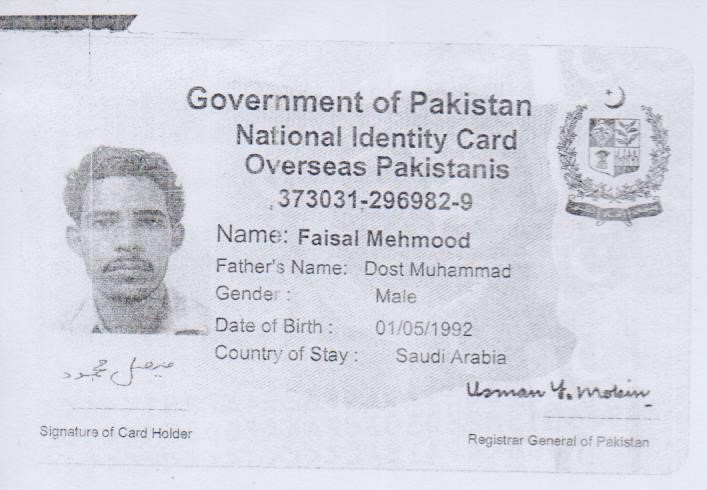 Government of Pakistan
National Identity Card
Overseas Pakistanis
373031-296982-9
Name: Faisal Mehmood
Father's Name: Dost Muhammad
Gender : Male
Date of Birth : 01/05/1992
Country of Stay : Saudi Arabia
فیصل محمود
Usman Y. Mobin
Signature of Card Holder
Registrar General of Pakistan